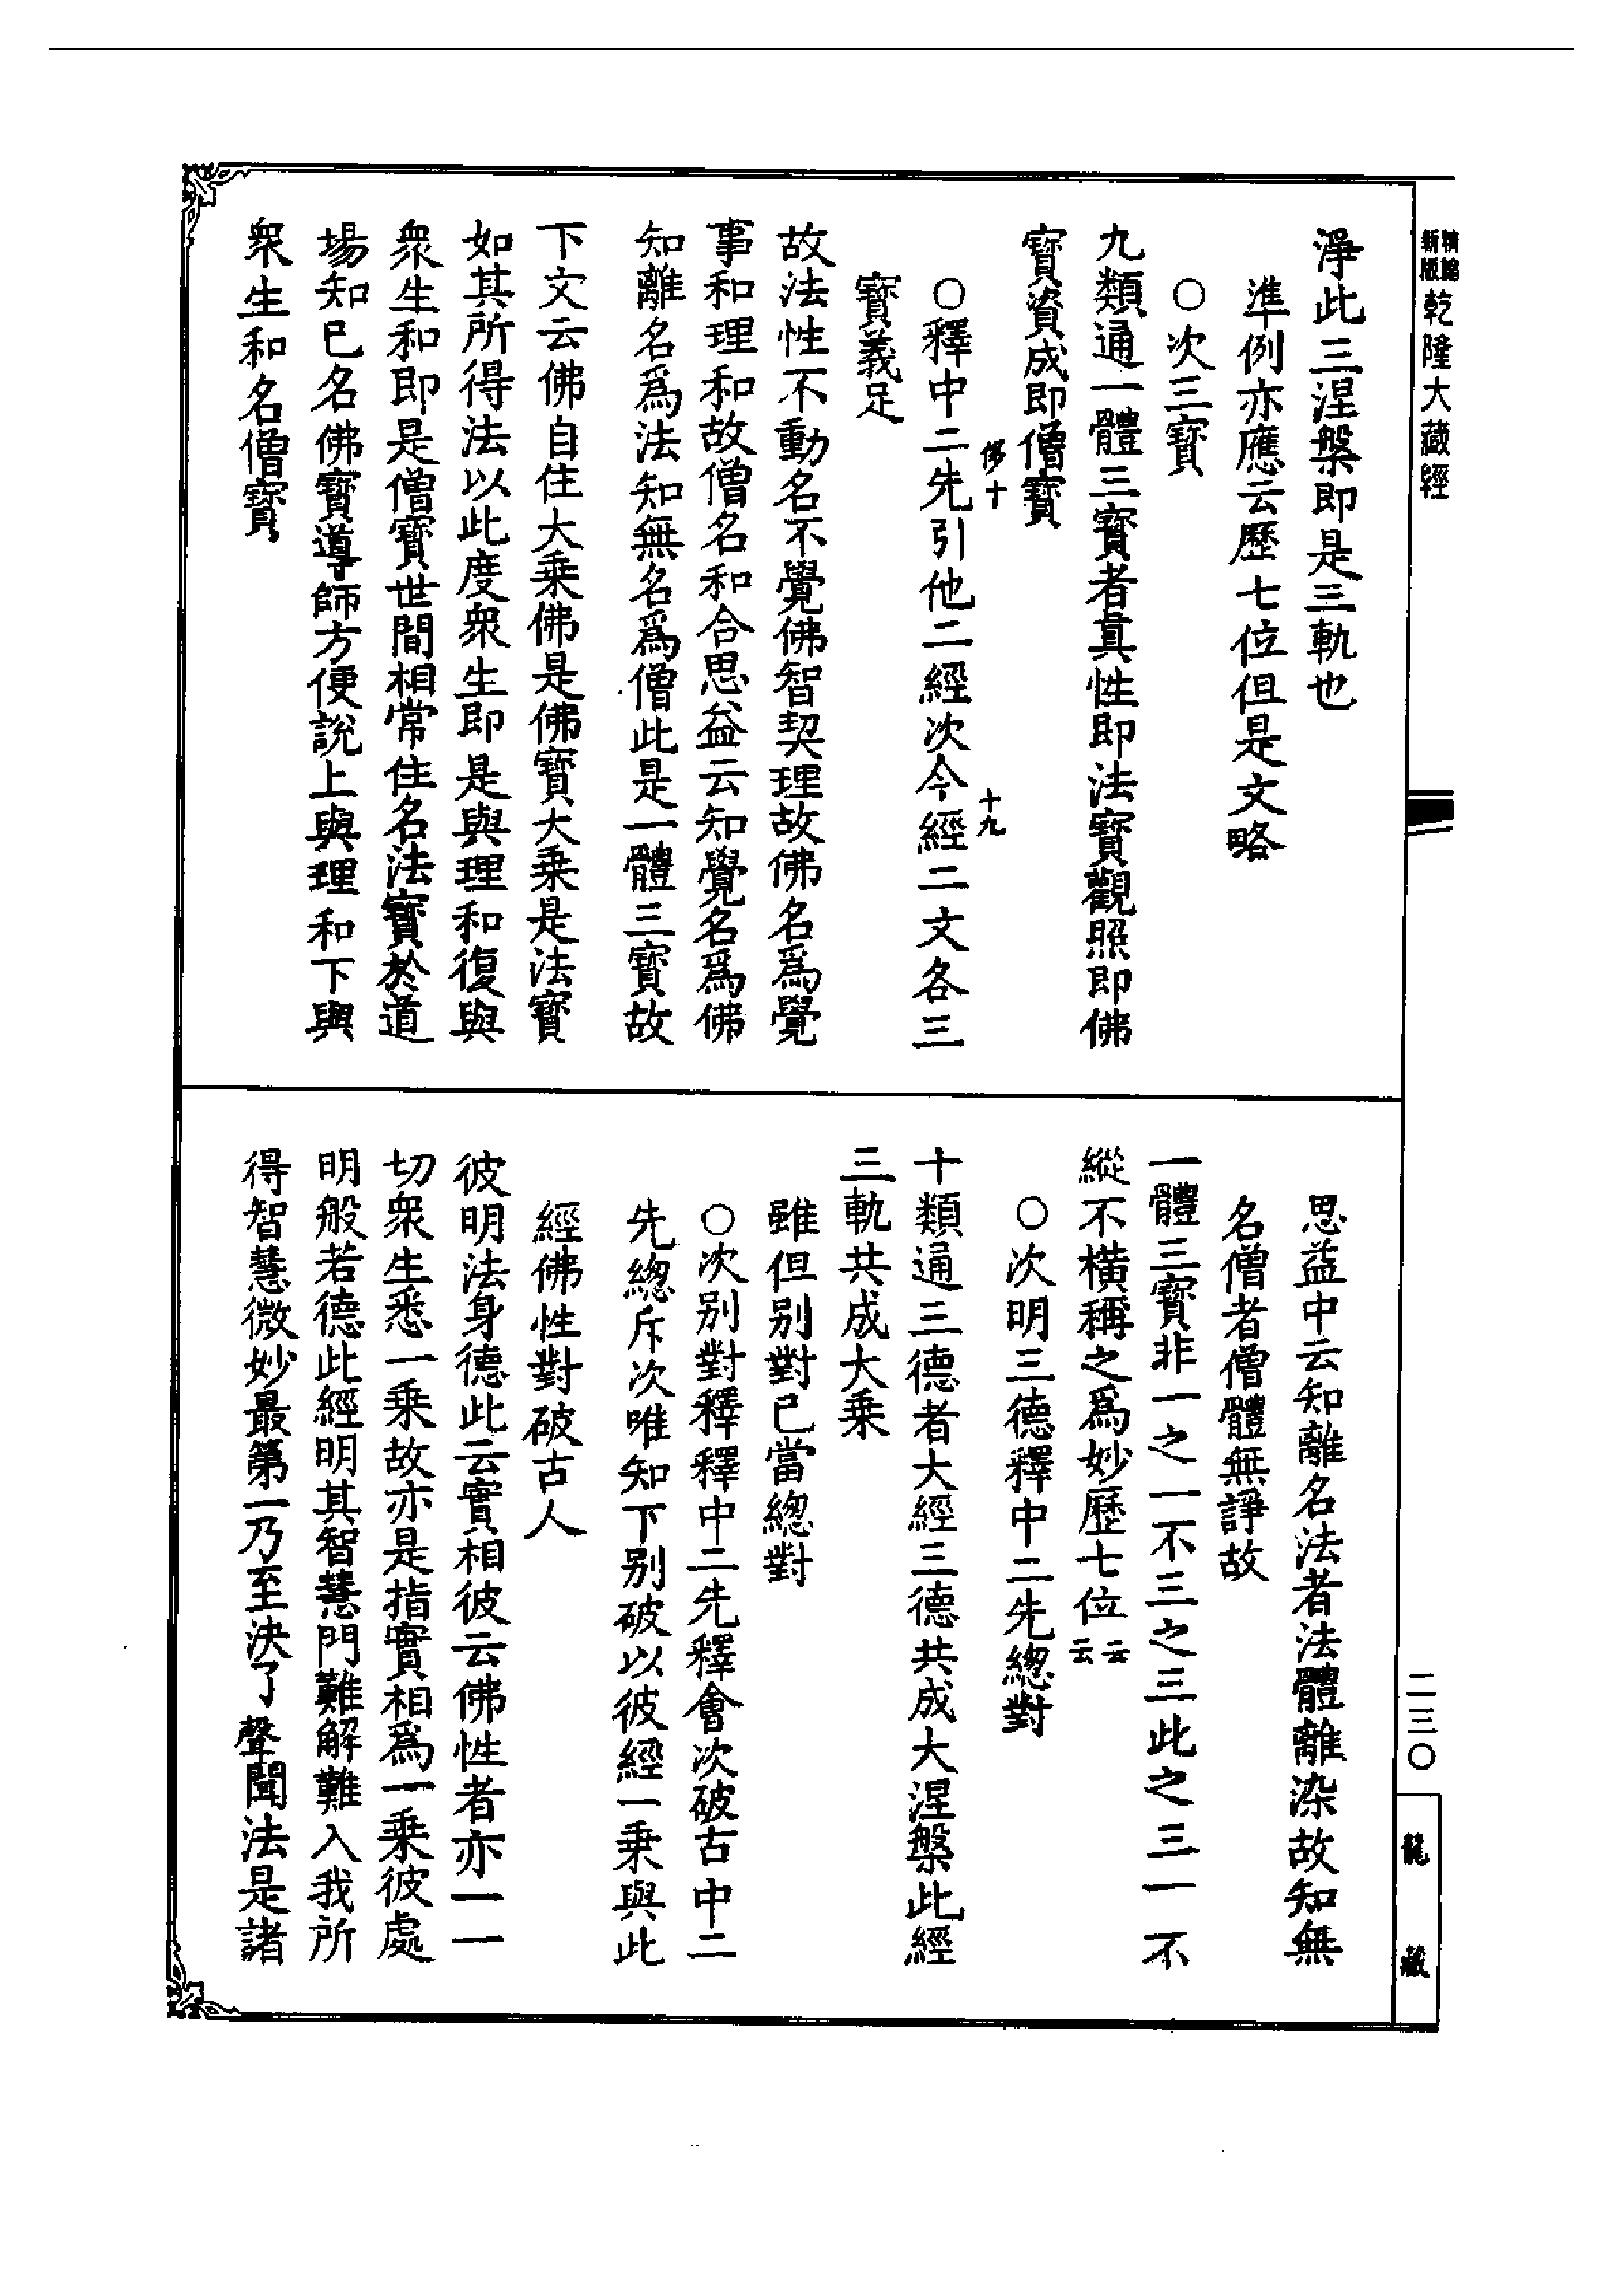 新版精縮乾隆大藏經
淨此三涅槃即是三軌也
準例亦應云歷七位但是文略
○次三寶
九類通一體三寶者眞性即法寶觀照即佛
寶資成即僧寶
十
十九
○釋中二先引他二經次今經二文各三
寶義足
故法性不動名不覺佛智契理故佛名爲覺
事和理和故僧名和合思益云知覺名爲佛
知離名爲法知無名爲僧此是一體三寶故
下文云佛自住大乘佛是佛寶大乘是法寶
如其所得法以此度衆生即是與理和復與
衆生和即是僧寶世間相常住名法寶於道
場知已名佛寶導師方便說上與理和下與
衆生和名僧寶
思益中云知離名法者法體離染故知無
名僧者僧體無諍故
一體三寶非一之一不三之三此之三一不
縱不橫稱之爲妙歷七位云云
○次明三德釋中二先總對
十類通三德者大經三德共成大涅槃此經
三軌共成大乘
雖但別對已當總對
○次別對釋釋中二先釋會次破古中二
先總斥次唯知下別破以彼經一乘與此
經佛性對破古人
彼明法身德此云實相彼云佛性者亦一一
切衆生悉一乘故亦是指實相爲一乘彼處
明般若德此經明其智慧門難解難入我所
得智慧微妙最第一乃至決了聲聞法是諸
二三〇
龍藏